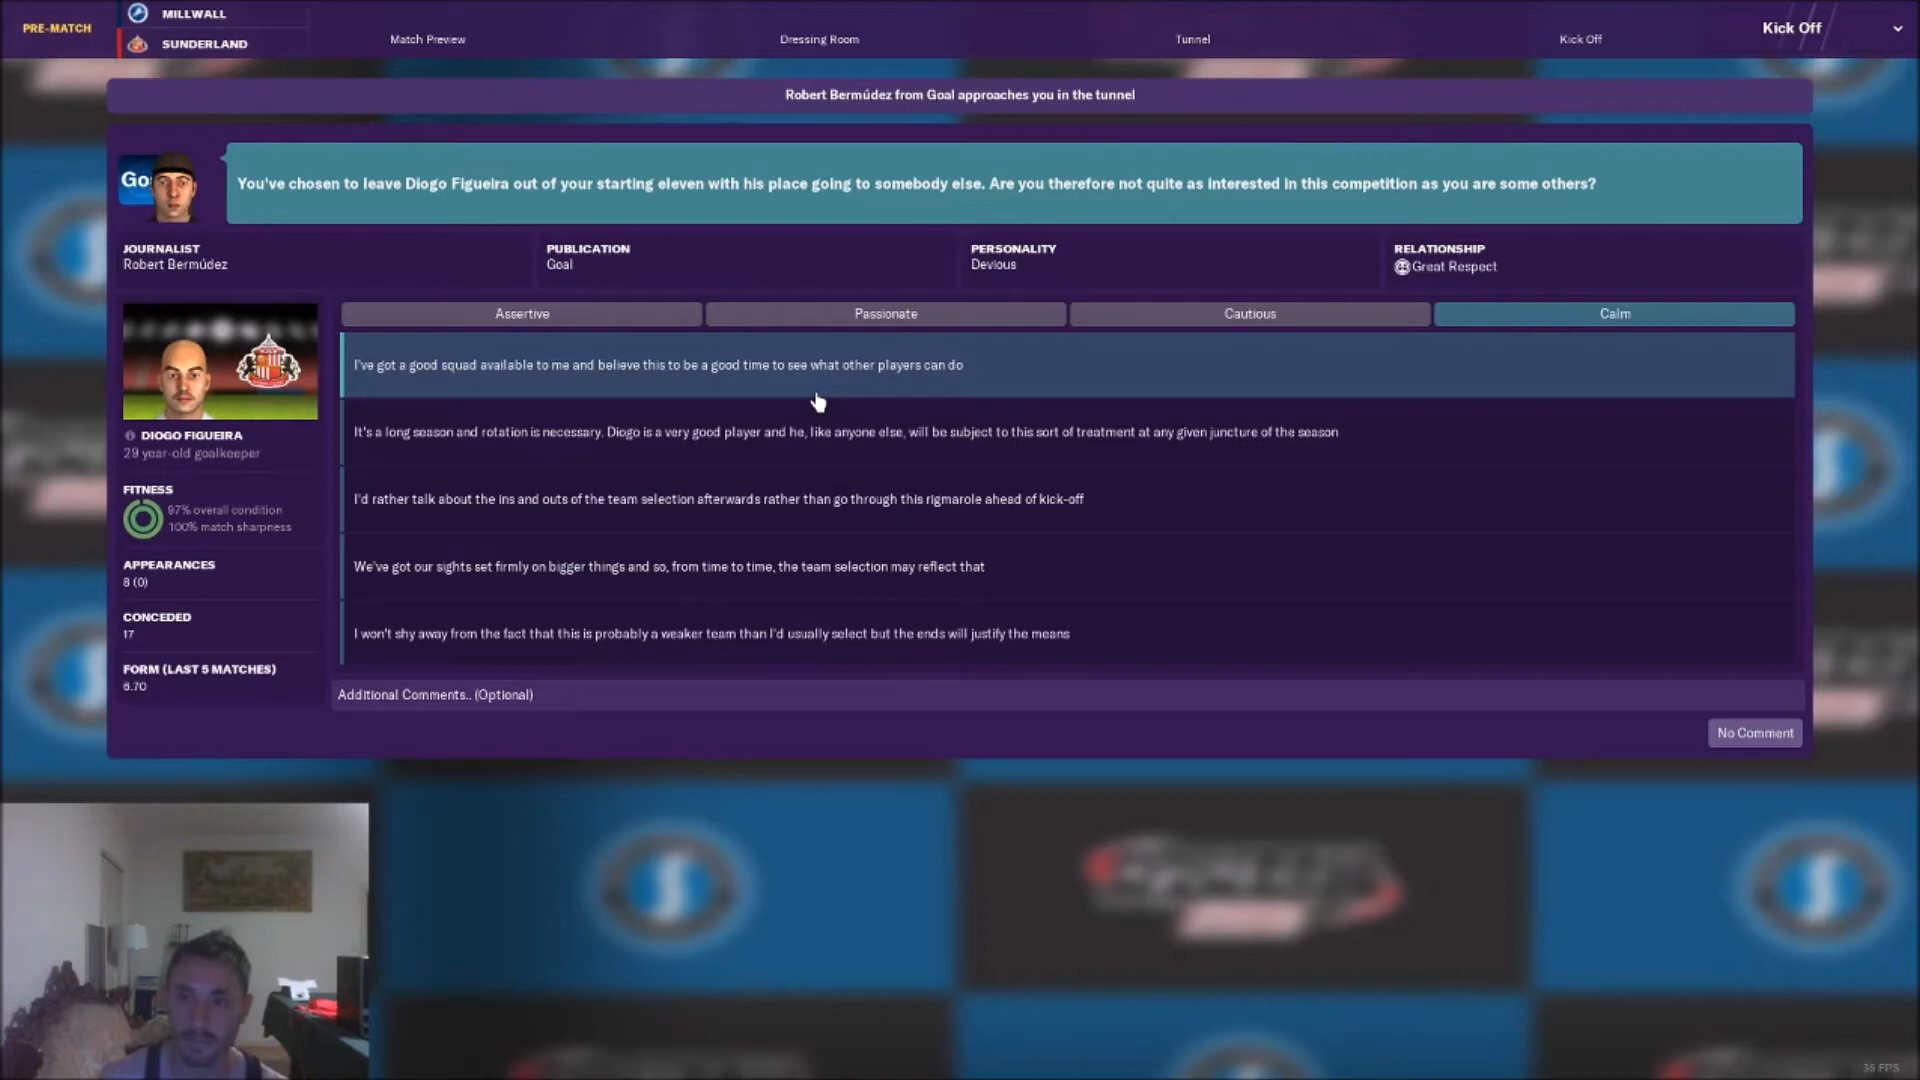 PRE-MATCH
MILLWALL
SUNDERLAND
Match Preview
Dressing Room
Tunnel
Kick Off
Kick Off
Robert Bermúdez from Goal approaches you in the tunnel
You've chosen to leave Diogo Figueira out of your starting eleven with his place going to somebody else. Are you therefore not quite as interested in this competition as you are some others?
JOURNALIST
Robert Bermúdez
PUBLICATION
Goal
PERSONALITY
Devious
RELATIONSHIP
Great Respect
Assertive
Passionate
Cautious
Calm
I've got a good squad available to me and believe this to be a good time to see what other players can do
It's a long season and rotation is necessary. Diogo is a very good player and he, like anyone else, will be subject to this sort of treatment at any given juncture of the season
I'd rather talk about the ins and outs of the team selection afterwards rather than go through this rigmarole ahead of kick-off
We've got our sights set firmly on bigger things and so, from time to time, the team selection may reflect that
I won't shy away from the fact that this is probably a weaker team than I'd usually select but the ends will justify the means
DIOGO FIGUEIRA
29 year-old goalkeeper
FITNESS
97% overall condition
100% match sharpness
APPEARANCES
8 (0)
CONCEDED
17
FORM (LAST 5 MATCHES)
6.70
Additional Comments.. (Optional)
No Comment